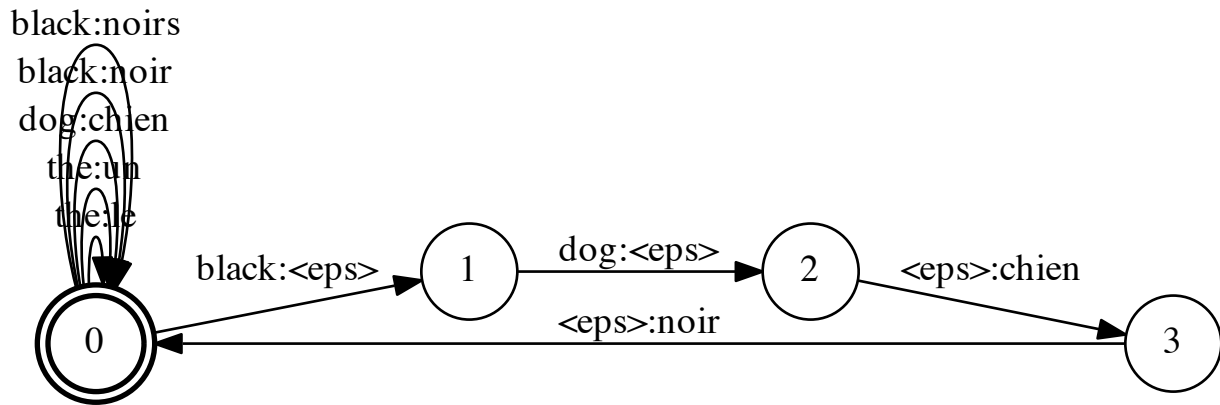 black:noirs
black:noir
dog:chien
the:un
the:le
black:<eps>
dog:<eps>
<eps>:chien
<eps>:noir
0
1
2
3